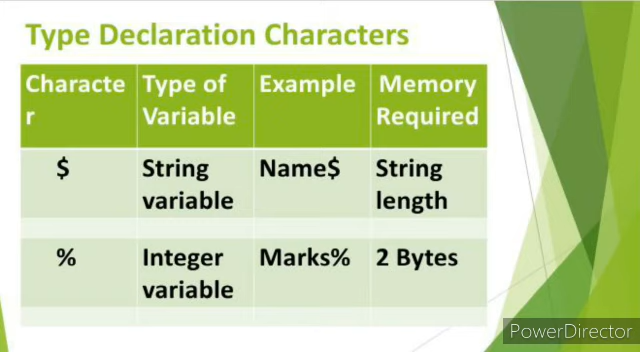 Type Declaration Characters
Characte Type of Example Memory
r Variable Required
$ String Name$ String
variable length
% Integer Marks% 2 Bytes
variable
PowerDirector